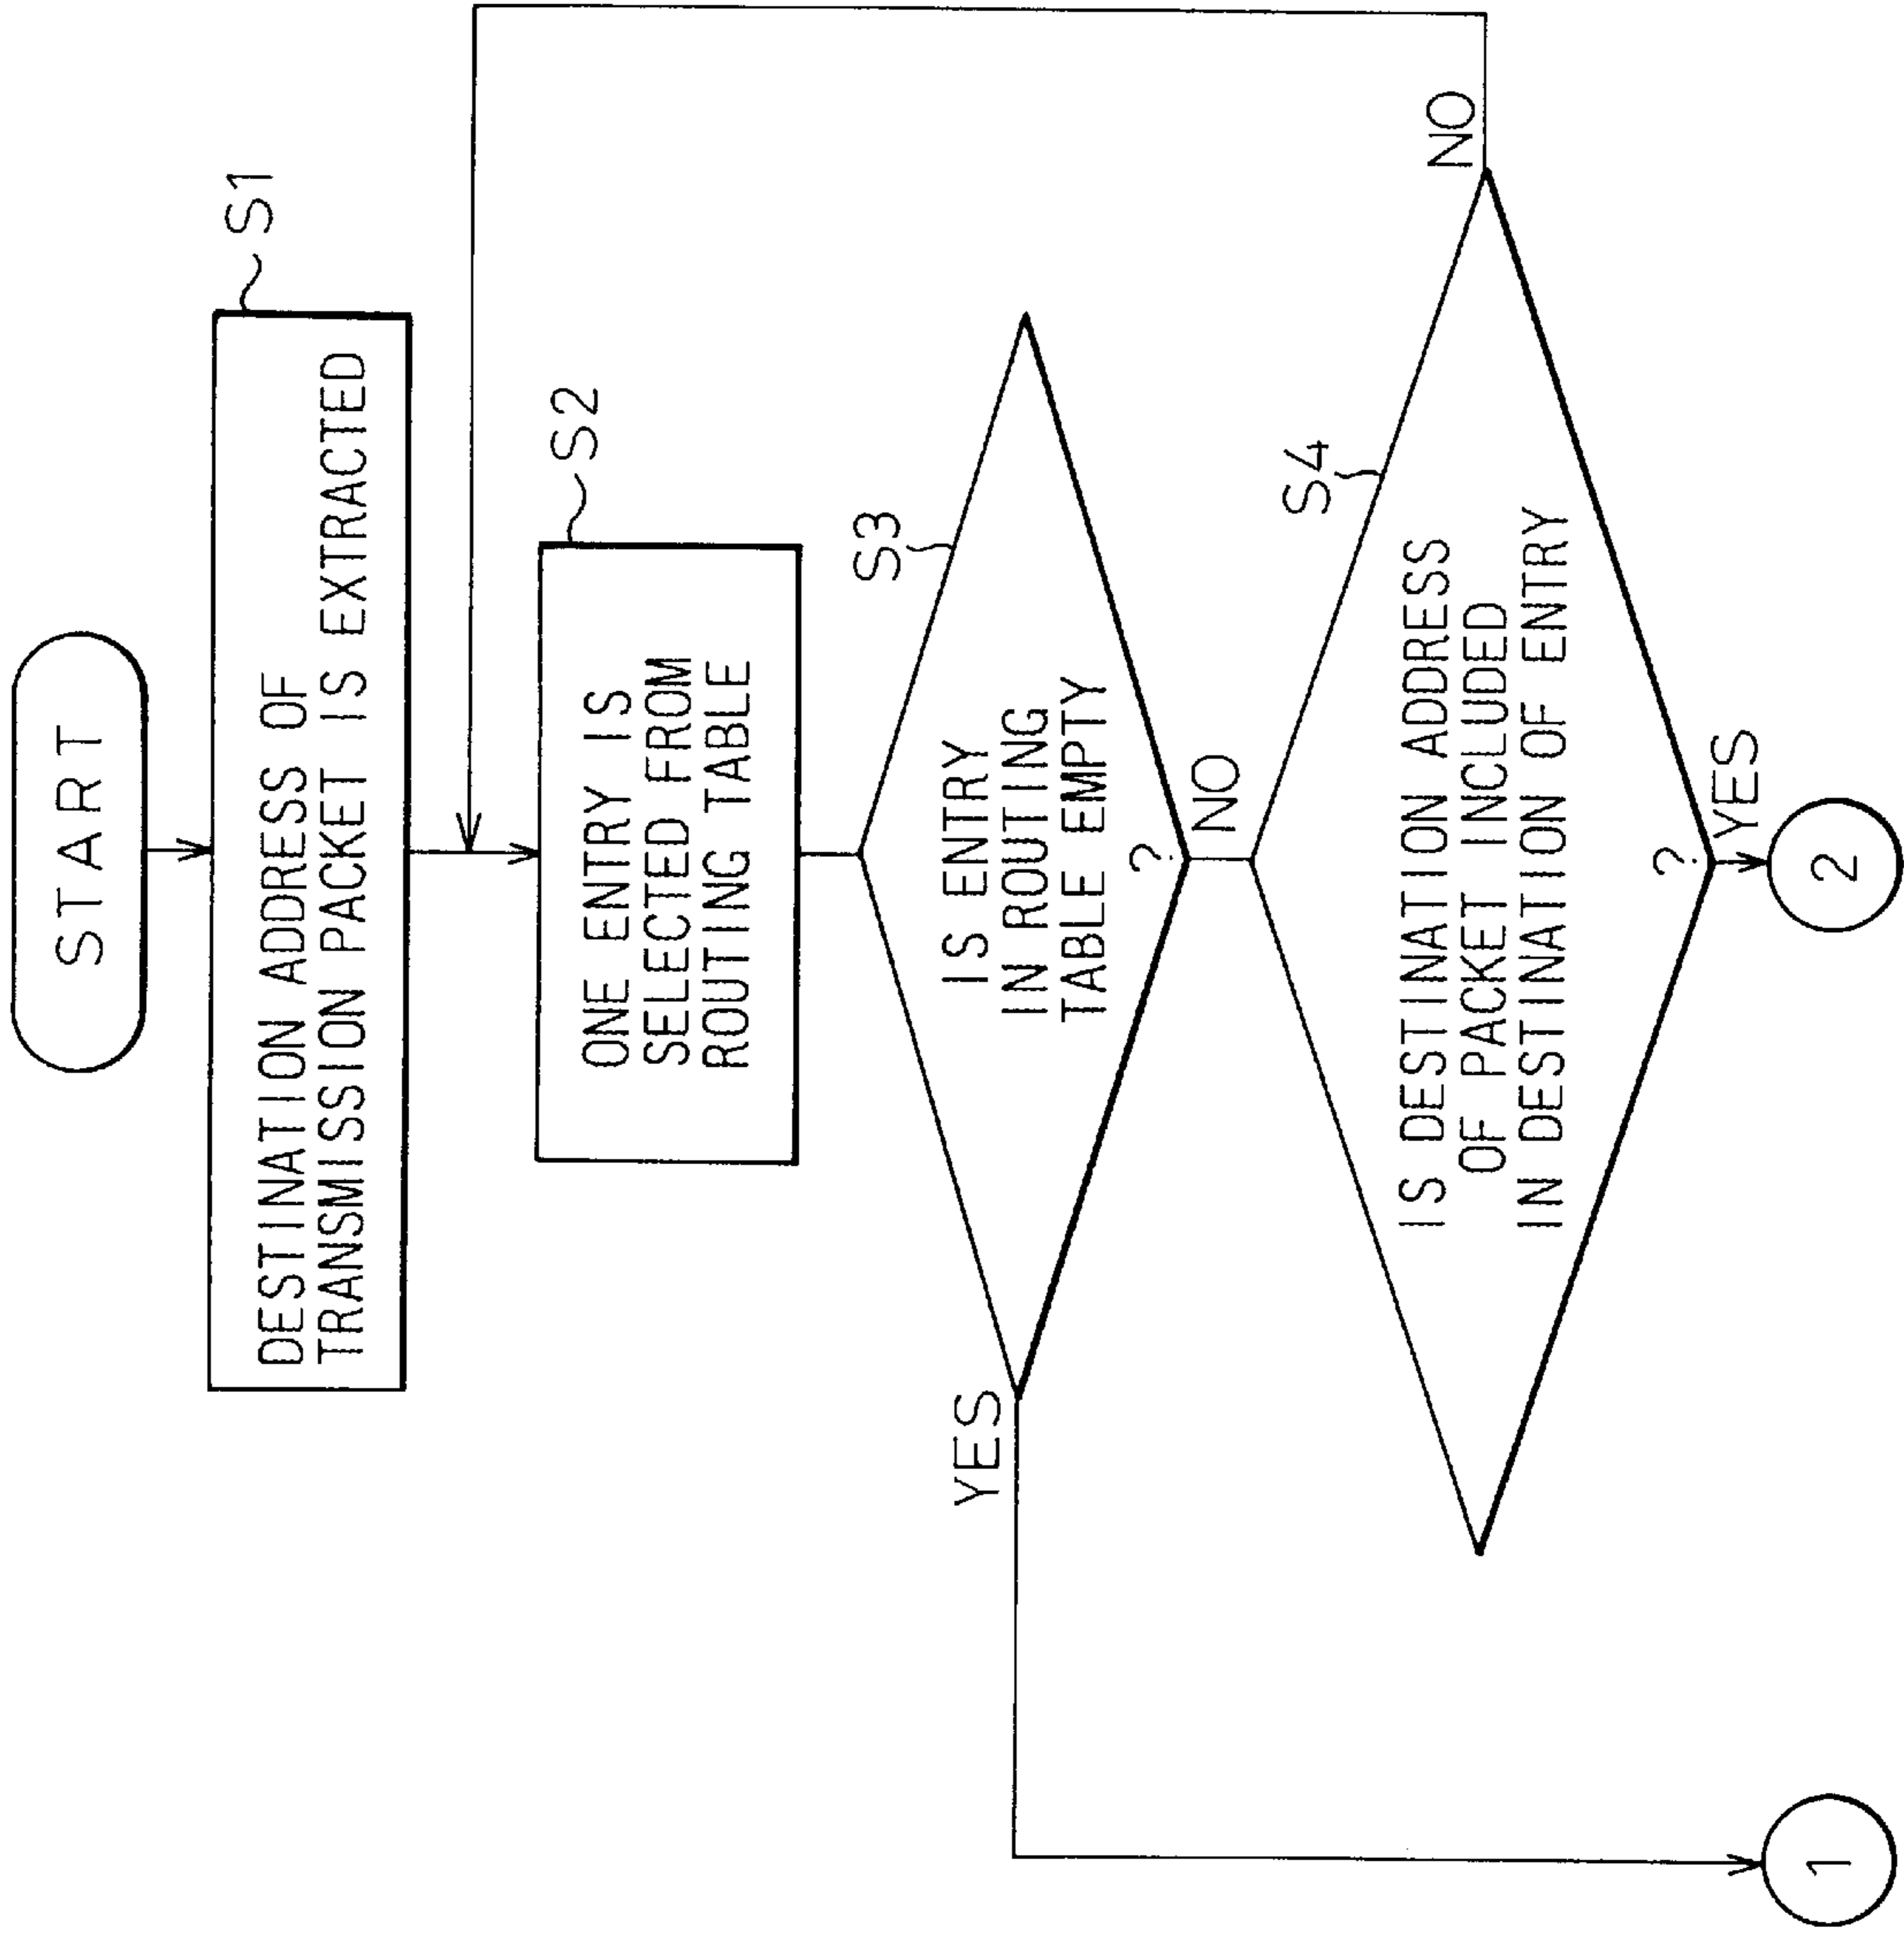 START
S1
DESTINATION ADDRESS OF
TRANSMISSION PACKET IS EXTRACTED
S2
ONE ENTRY IS
SELECTED FROM
ROUTING TABLE
S3
IS ENTRY
IN ROUTING
TABLE EMPTY
?
YES
NO
S4
IS DESTINATION ADDRESS
OF PACKET INCLUDED
IN DESTINATION OF ENTRY
?
NO
YES
1
2